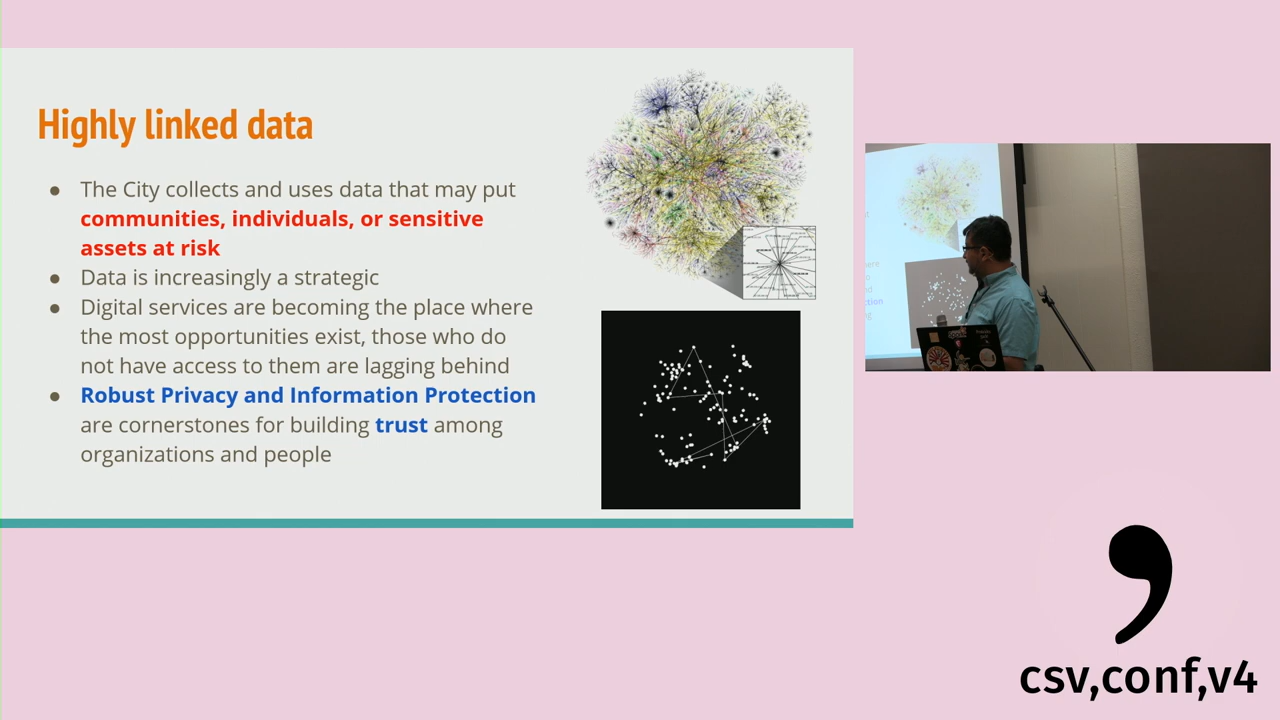 Highly linked data
● The City collects and uses data that may put
communities, individuals, or sensitive
assets at risk
● Data is increasingly a strategic
● Digital services are becoming the place where
the most opportunities exist, those who do
not have access to them are lagging behind
● Robust Privacy and Information Protection
are cornerstones for building trust among
organizations and people
csv,conf,v4